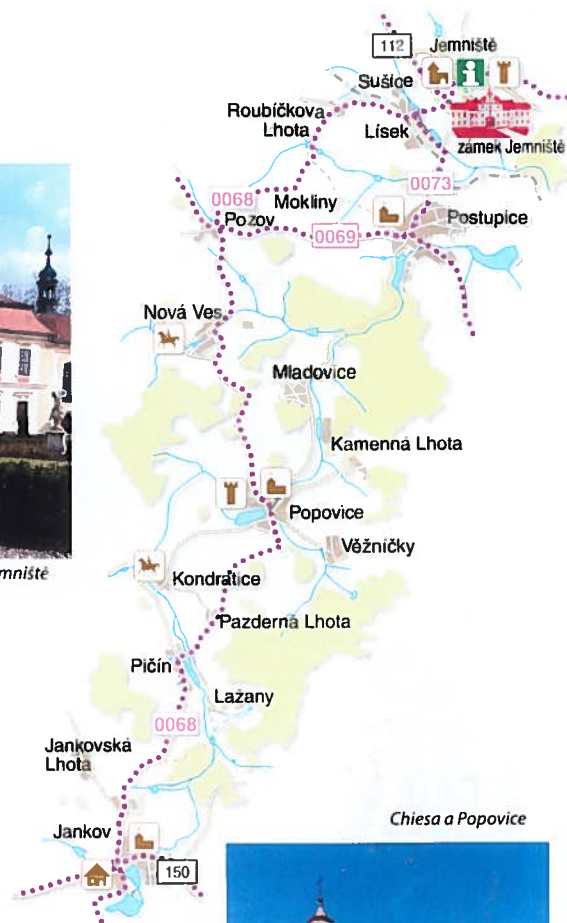 112
Jemniště
Sušice
Roubíčkova
Lhota
Lísek
zámek Jemniště
0073
0068
Mokliny
Postupice
Pozov
0069
Nová Ves
Mladovice
Kamenná Lhota
Popovice
Věžníčky
mniště
Kondratice
Pazderná Lhota
Pičín
Lažany
0068
Jankovská
Lhota
Chiesa a Popovice
Jankov
150